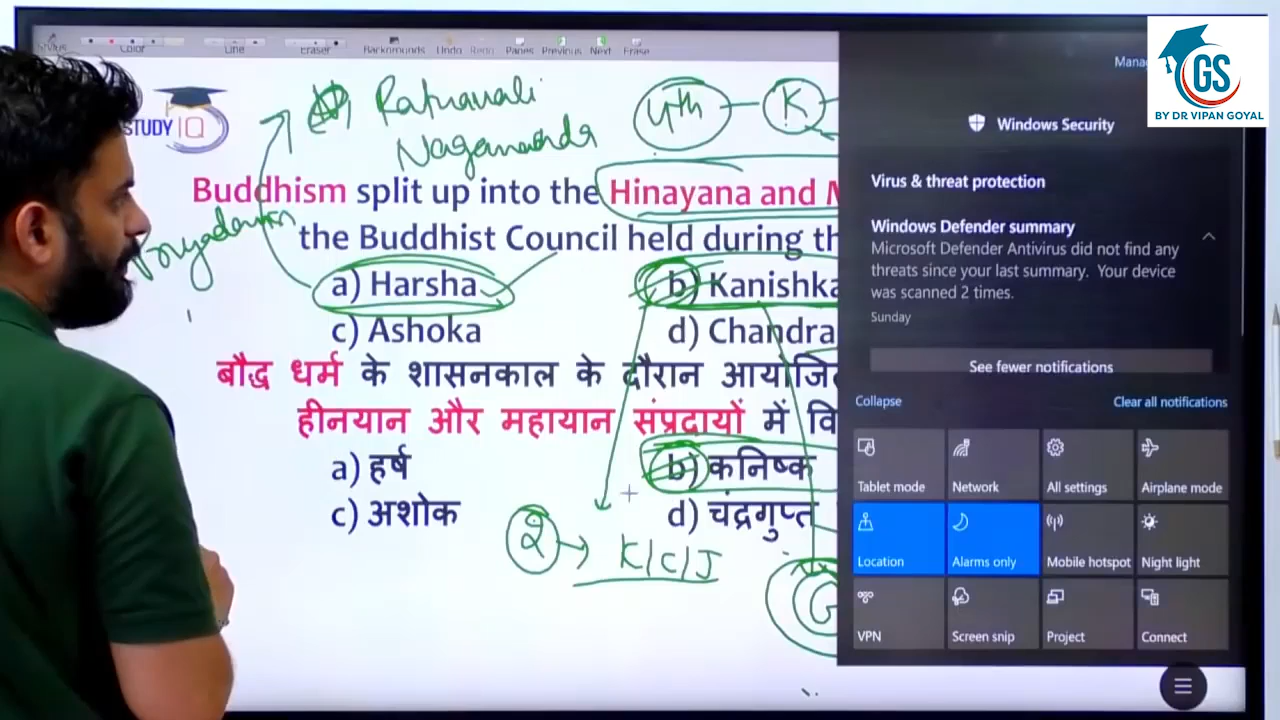 Color
Line
Eraser
Backgrounds
Undo
Redo
Pages
Previous
Next
Erase
STUDY IQ
Ratnavali
Nagananda
4th — K
Buddhism split up into the Hinayana and M
the Buddhist Council held during th
a) Harsha
b) Kanishka
c) Ashoka
d) Chandra
बौद्ध धर्म के शासनकाल के दौरान आयोजित
हीनयान और महायान संप्रदायों में वि
a) हर्ष
b) कनिष्क
c) अशोक
d) चंद्रगुप्त
2 → K/C/J
G
Windows Security
Virus & threat protection
Windows Defender summary
Microsoft Defender Antivirus did not find any
threats since your last summary. Your device
was scanned 2 times.
Sunday
See fewer notifications
Collapse
Clear all notifications
Tablet mode
Network
All settings
Airplane mode
Location
Alarms only
Mobile hotspot
Night light
VPN
Screen snip
Project
Connect
GS
BY DR VIPAN GOYAL